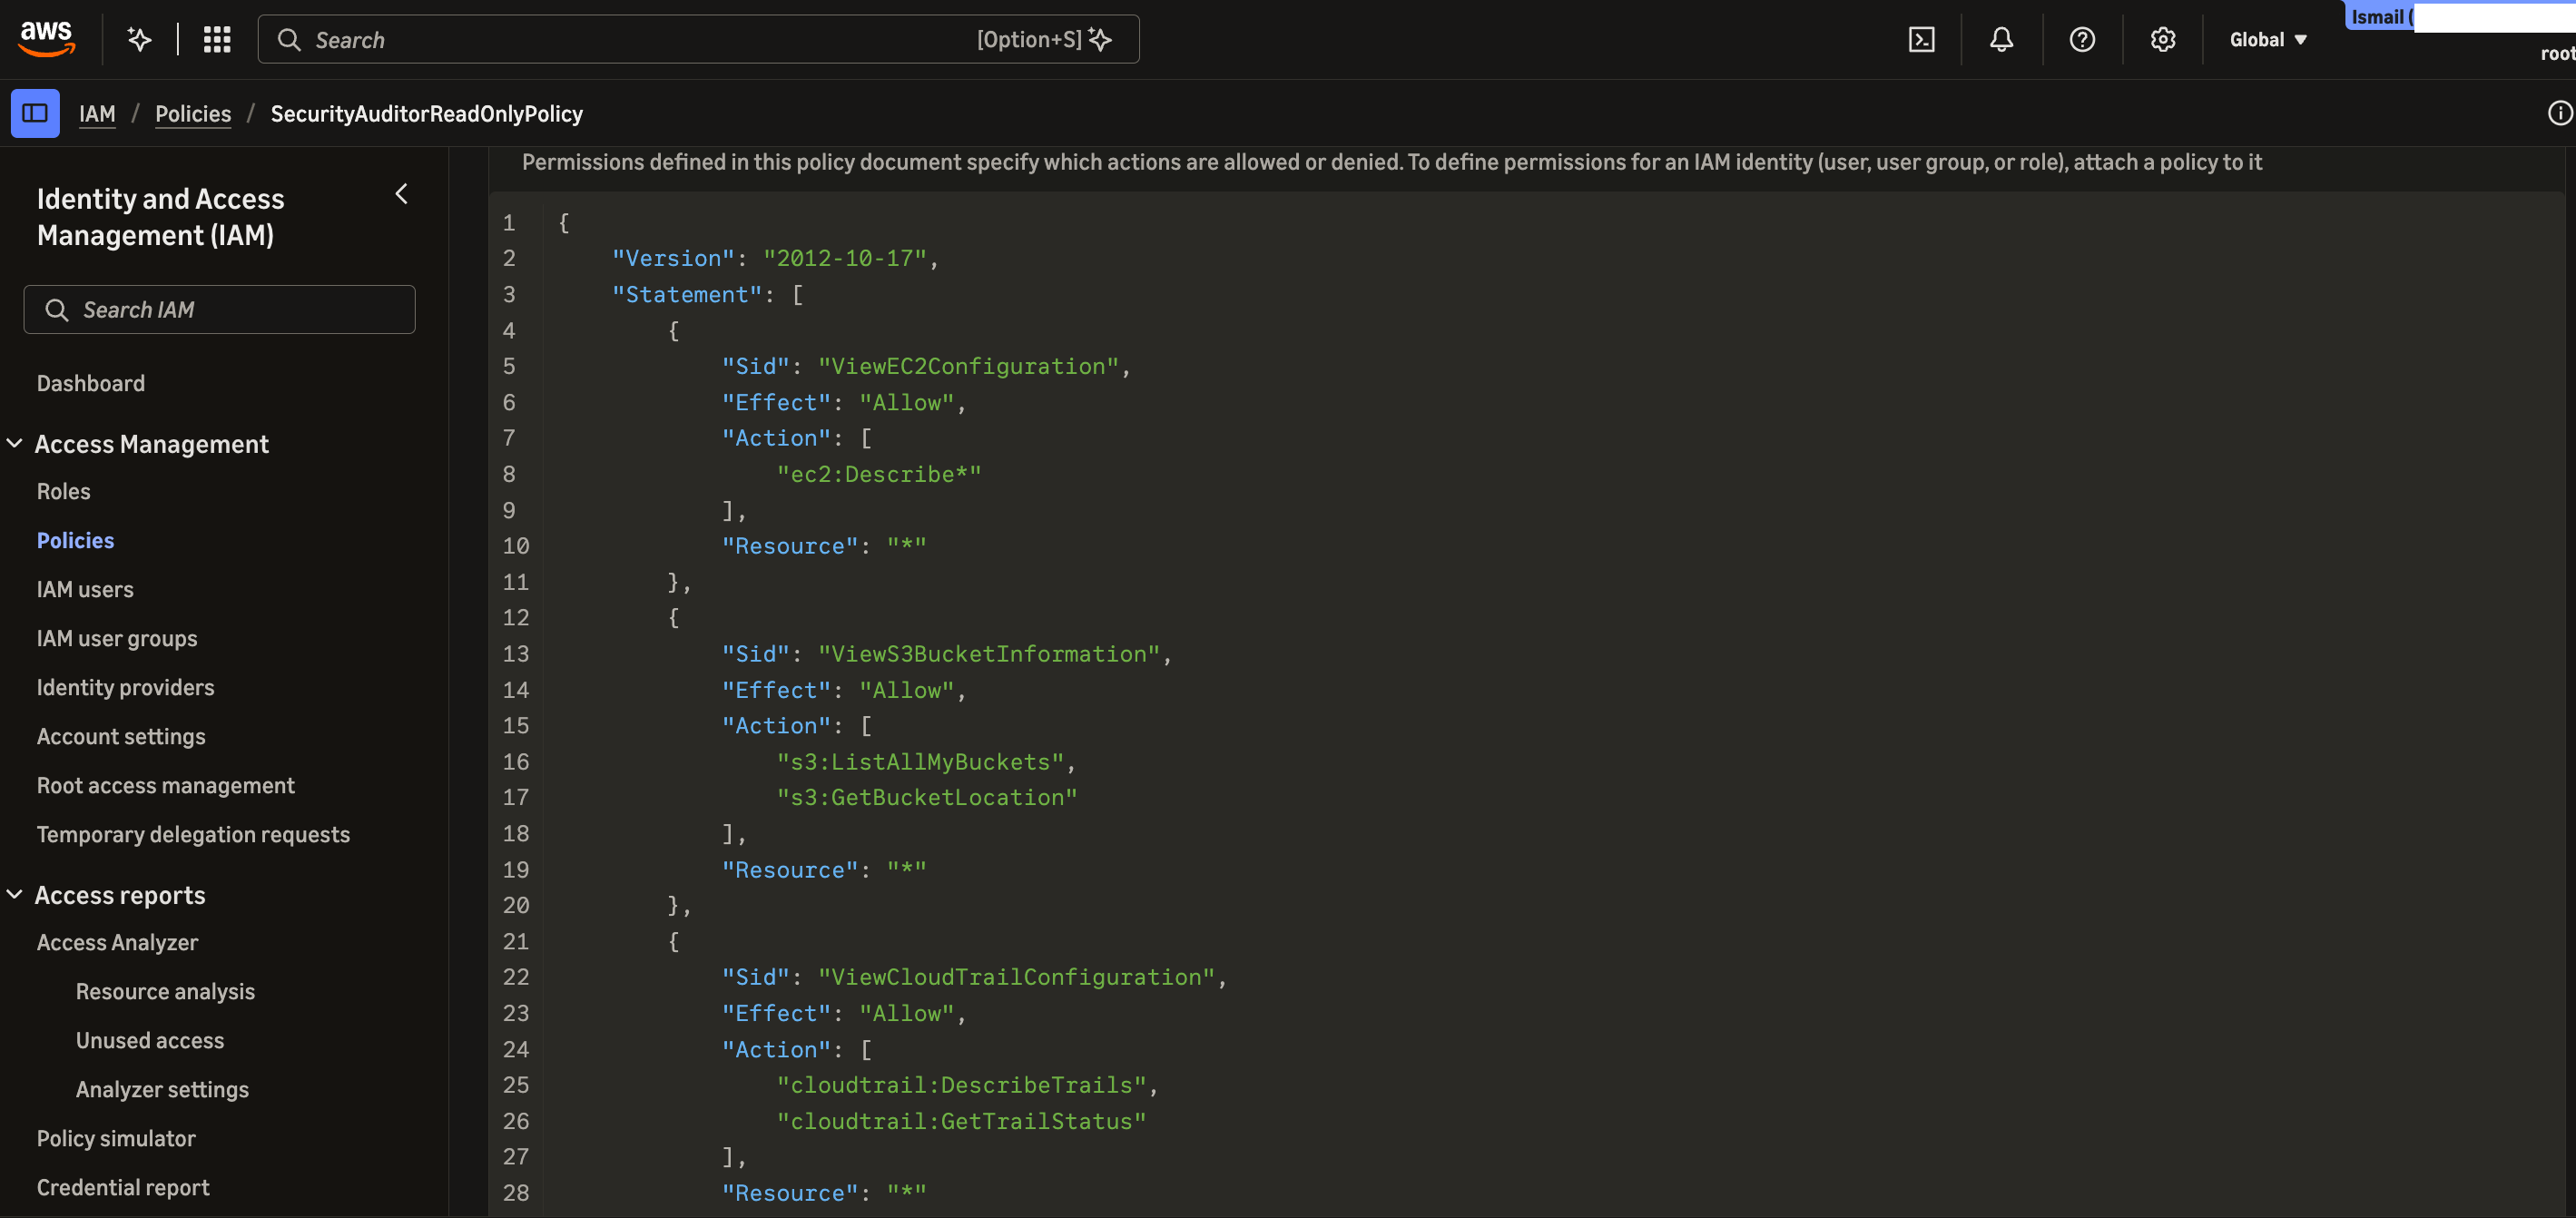 aws
Search [Option+S]
Global
Ismail (
root
IAM / Policies / SecurityAuditorReadOnlyPolicy
Identity and Access
Management (IAM)
Search IAM
Dashboard
Access Management
Roles
Policies
IAM users
IAM user groups
Identity providers
Account settings
Root access management
Temporary delegation requests
Access reports
Access Analyzer
Resource analysis
Unused access
Analyzer settings
Policy simulator
Credential report
Permissions defined in this policy document specify which actions are allowed or denied. To define permissions for an IAM identity (user, user group, or role), attach a policy to it
1 {
2 "Version": "2012-10-17",
3 "Statement": [
4 {
5 "Sid": "ViewEC2Configuration",
6 "Effect": "Allow",
7 "Action": [
8 "ec2:Describe*"
9 ],
10 "Resource": "*"
11 },
12 {
13 "Sid": "ViewS3BucketInformation",
14 "Effect": "Allow",
15 "Action": [
16 "s3:ListAllMyBuckets",
17 "s3:GetBucketLocation"
18 ],
19 "Resource": "*"
20 },
21 {
22 "Sid": "ViewCloudTrailConfiguration",
23 "Effect": "Allow",
24 "Action": [
25 "cloudtrail:DescribeTrails",
26 "cloudtrail:GetTrailStatus"
27 ],
28 "Resource": "*"